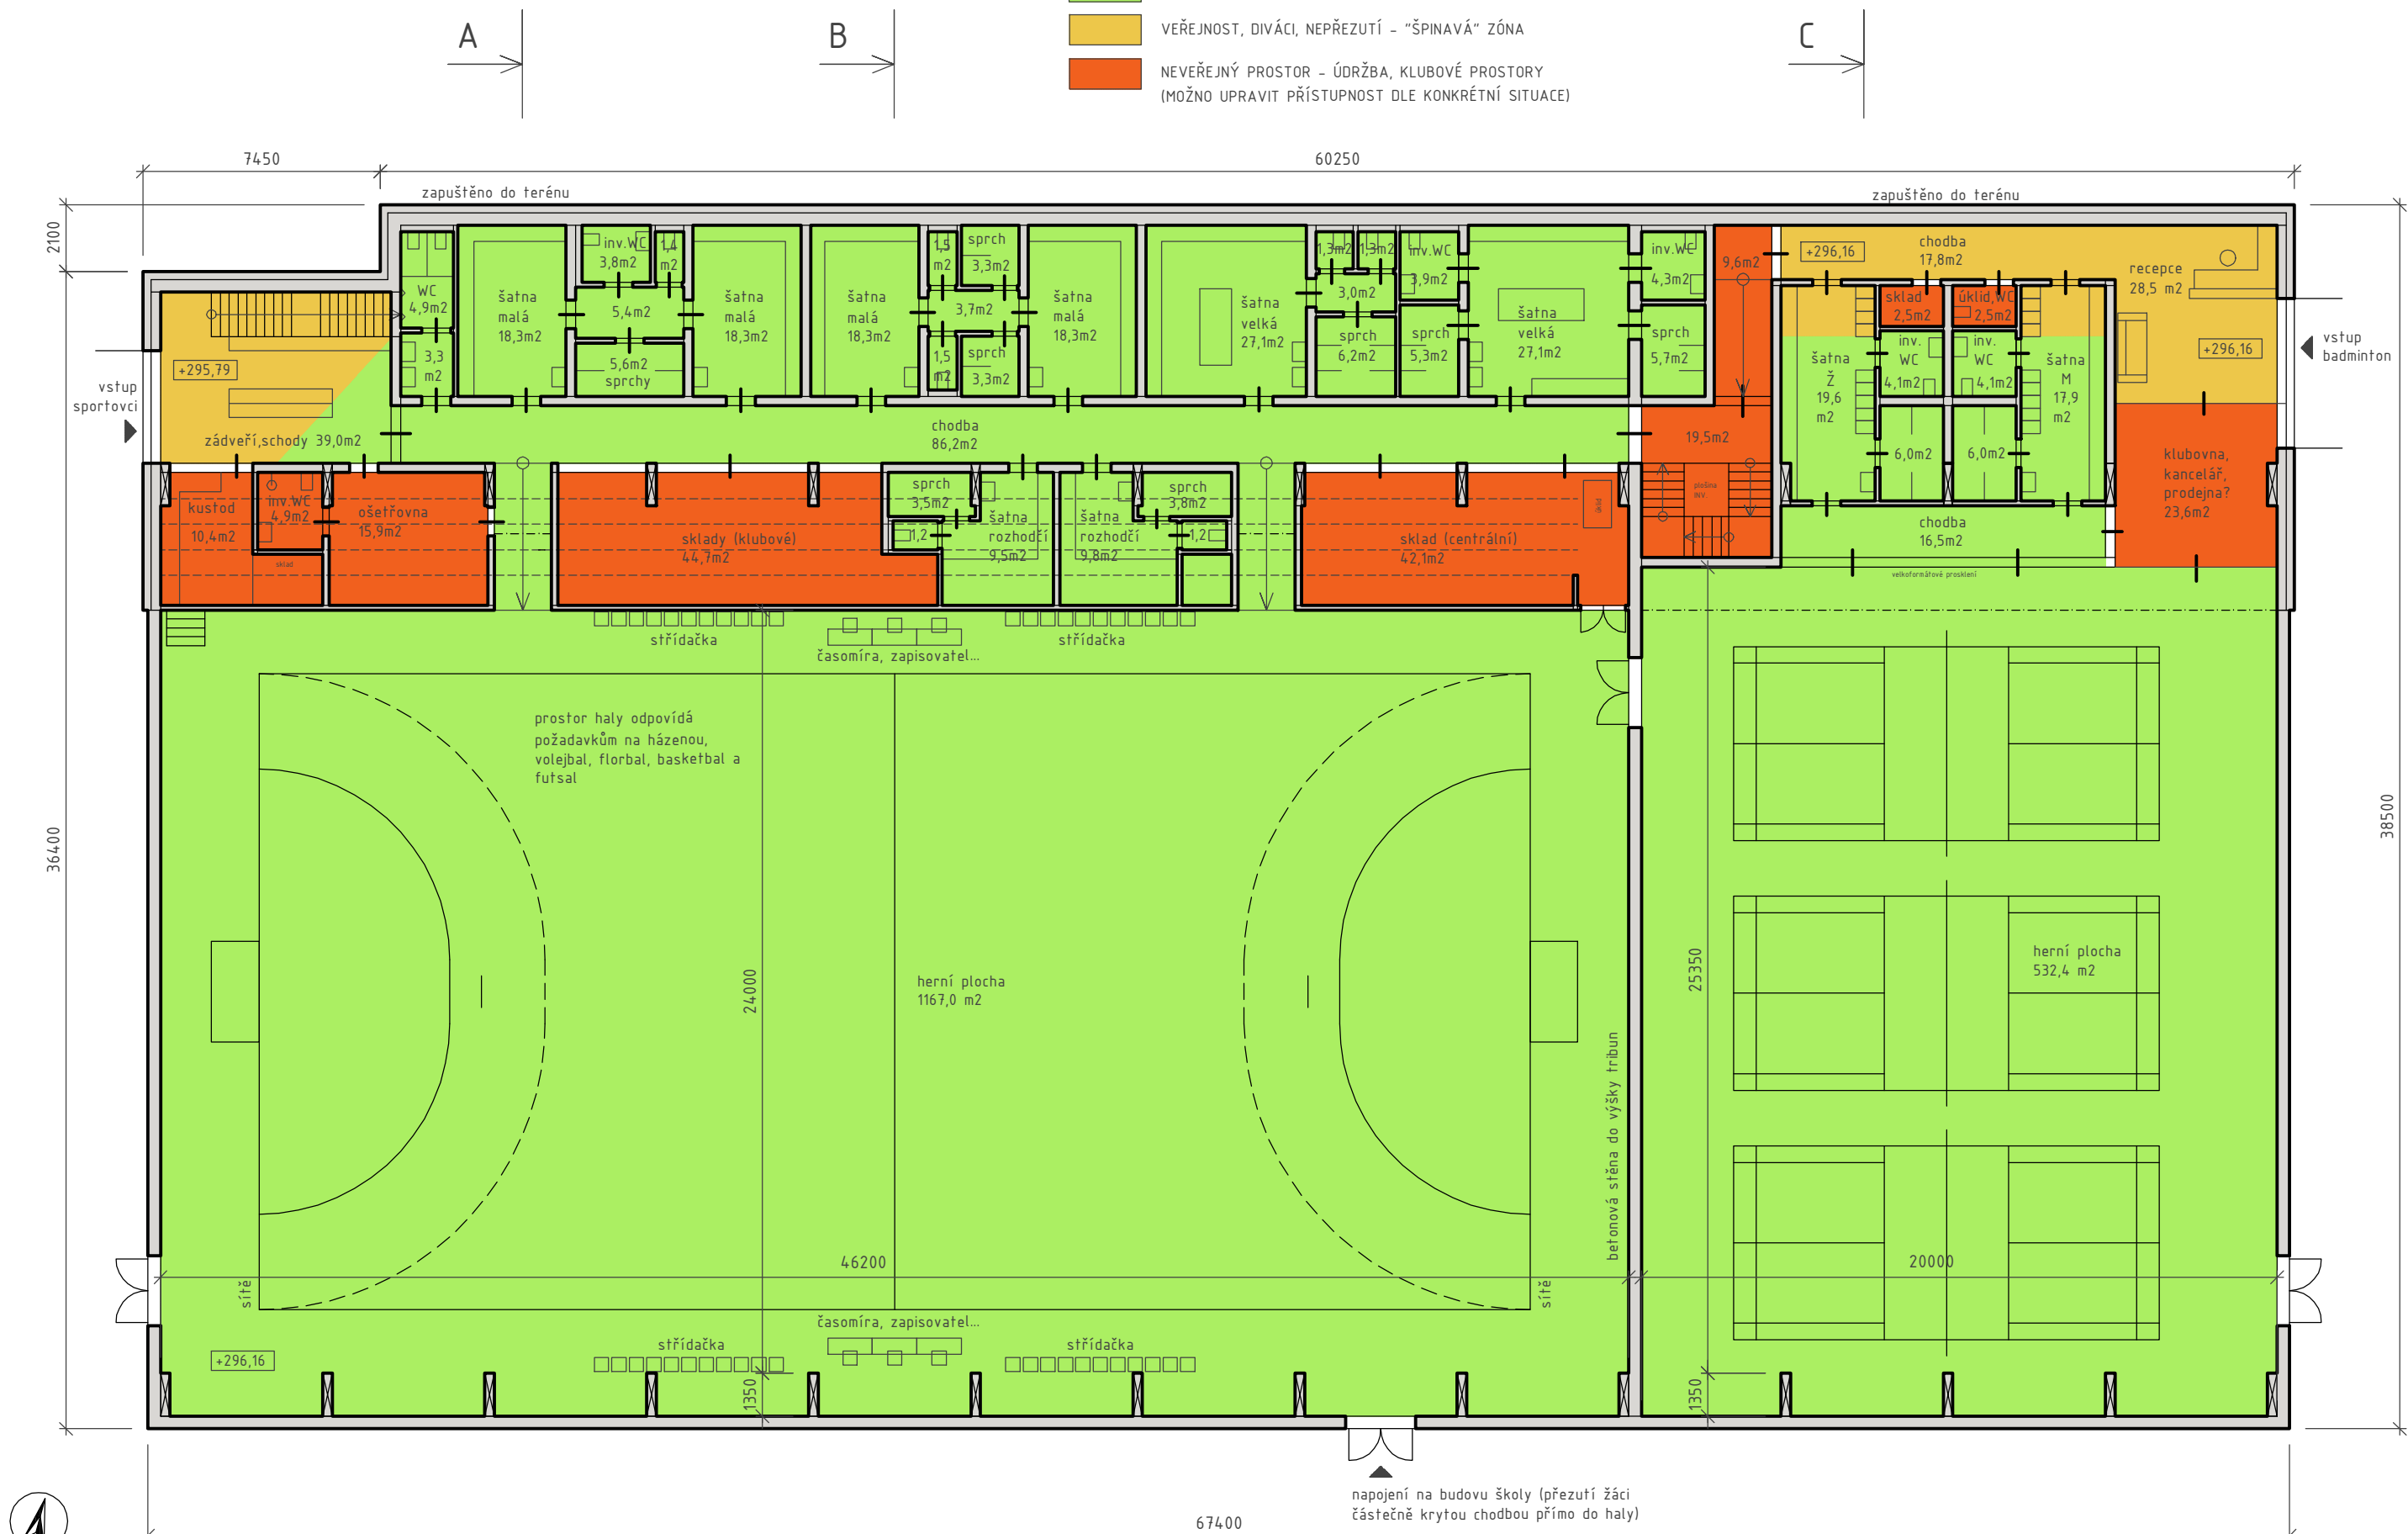 A
B
C
VEŘEJNOST, DIVÁCI, NEPŘEZUTÍ - "ŠPINAVÁ" ZÓNA
NEVEŘEJNÝ PROSTOR - ÚDRŽBA, KLUBOVÉ PROSTORY
(MOŽNO UPRAVIT PŘÍSTUPNOST DLE KONKRÉTNÍ SITUACE)
7450
60250
zapuštěno do terénu
zapuštěno do terénu
2100
WC
4,9m2
3,3
m2
šatna
malá
18,3m2
inv.WC
3,8m2
1,4
m2
5,4m2
5,6m2
sprchy
šatna
malá
18,3m2
šatna
malá
18,3m2
1,5
m2
sprch
3,3m2
3,7m2
1,5
m2
sprch
3,3m2
šatna
malá
18,3m2
šatna
velká
27,1m2
1,3m2
1,3m2
3,0m2
sprch
6,2m2
inv.WC
3,9m2
sprch
5,3m2
šatna
velká
27,1m2
inv.WC
4,3m2
sprch
5,7m2
9,6m2
+296,16
chodba
17,8m2
recepce
28,5 m2
sklad
2,5m2
úklid,WC
2,5m2
+296,16
vstup
badminton
šatna
Ž
19,6
m2
inv.
WC
4,1m2
inv.
WC
4,1m2
šatna
M
17,9
m2
6,0m2
6,0m2
+295,79
vstup
sportovci
zádveří,schody 39,0m2
chodba
86,2m2
19,5m2
plošina
INV.
klubovna,
kancelář,
prodejna?
23,6m2
chodba
16,5m2
velkoformátové prosklení
kustod
10,4m2
inv.WC
4,9m2
sklad
ošetřovna
15,9m2
sklady (klubové)
44,7m2
sprch
3,5m2
1,2
šatna
rozhodčí
9,5m2
šatna
rozhodčí
9,8m2
sprch
3,8m2
1,2
sklad (centrální)
42,1m2
úklid
střídačka
časomíra, zapisovatel...
střídačka
prostor haly odpovídá
požadavkům na házenou,
volejbal, florbal, basketbal a
futsal
36400
38500
24000
25350
herní plocha
1167,0 m2
herní plocha
532,4 m2
betonová stěna do výšky tribun
46200
20000
sítě
sítě
časomíra, zapisovatel...
střídačka
střídačka
+296,16
1350
1350
napojení na budovu školy (přezutí žáci
částečně krytou chodbou přímo do haly)
67400